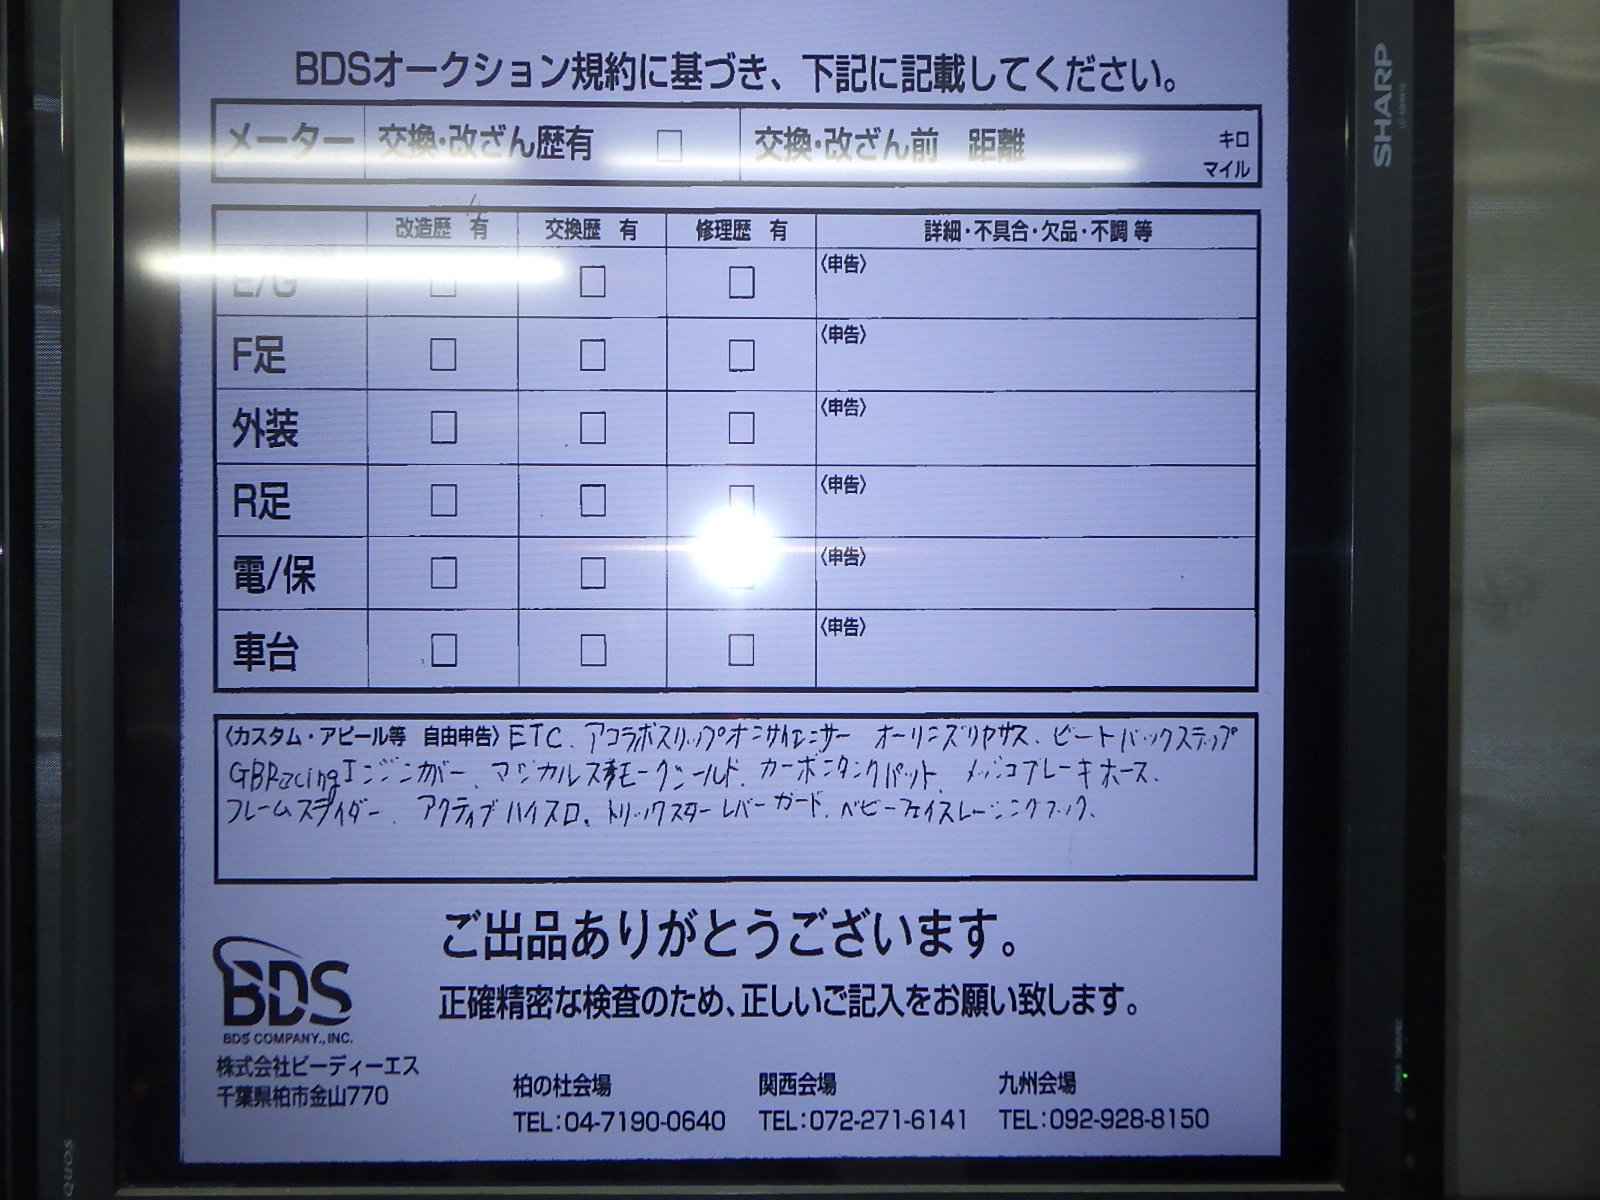 BDSオークション規約に基づき、下記に記載してください。
メーター 交換・改ざん歴有 □ 交換・改ざん前 距離 キロ
マイル
改造歴 有 交換歴 有 修理歴 有 詳細・不具合・欠品・不調 等
E/G □ □ □ 〈申告〉
F足 □ □ □ 〈申告〉
外装 □ □ □ 〈申告〉
R足 □ □ □ 〈申告〉
電/保 □ □ 〈申告〉
車台 □ □ □ 〈申告〉
〈カスタム・アピール等 自由申告〉ETC、アコラボスリップオンサイレンサー オーリンズリヤサス、ビートバックステップ
GBRacingエンジンカバー、マジカルスモークシールド、カーボンタンクパット、メッシュブレーキホース、
フレームスライダー、アクティブハイスロ、トリックスターレバーガード、ベビーフェイスレーシングフック、
ご出品ありがとうございます。
正確精密な検査のため、正しいご記入をお願い致します。
BDS
BDS COMPANY., INC.
株式会社ビーディーエス
千葉県柏市金山770
柏の杜会場 関西会場 九州会場
TEL：04-7190-0640 TEL：072-271-6141 TEL：092-928-8150
SHARP
QUOS